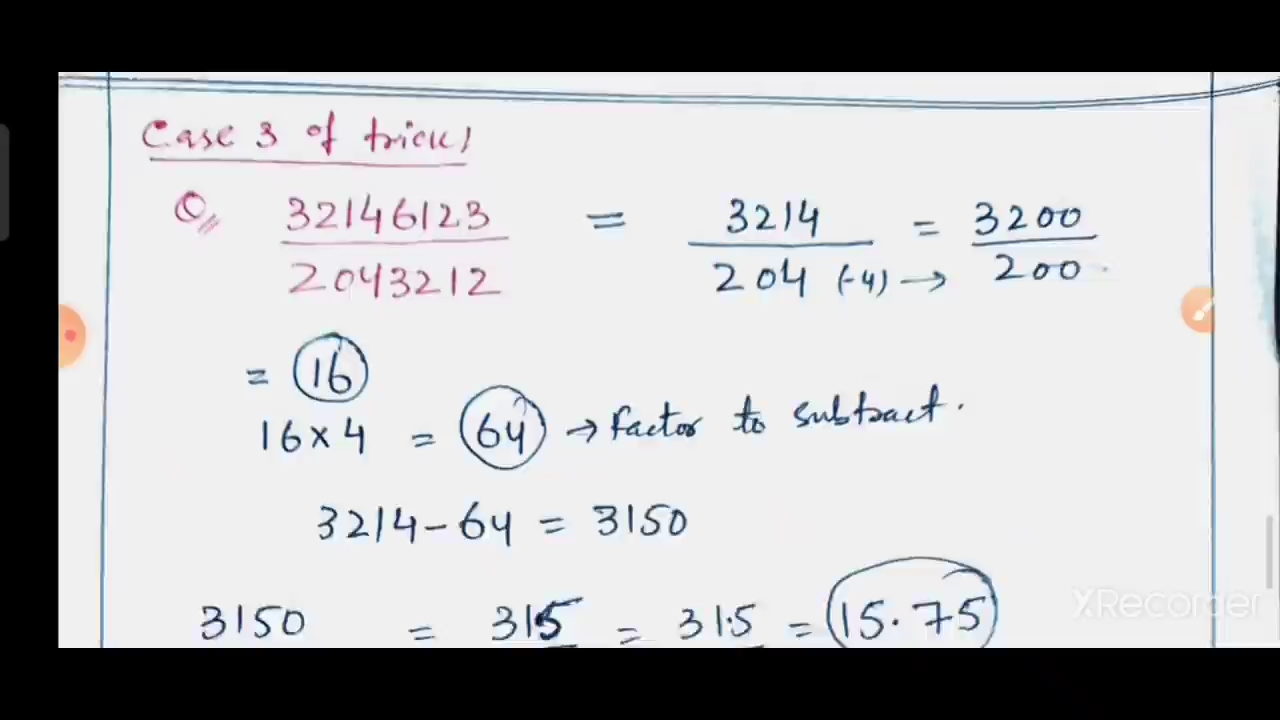 Case 3 of trick 1
Q, 32146123 / 2043212 = 3214 / 204 (-4) → = 3200 / 200
= 16
16 x 4 = 64 → factor to subtract.
3214 - 64 = 3150
3150 = 315 = 31.5 = 15.75
XRecorder